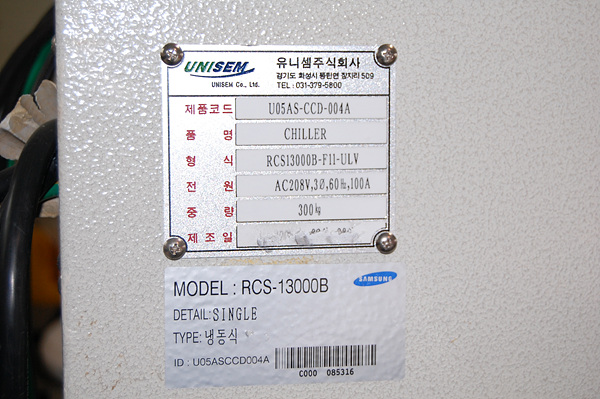 UNISEM
UNISEM Co., Ltd.
유니셈주식회사
경기도 화성시 동탄면 장지리 509
TEL : 031-379-5800
제품코드 U05AS-CCD-004A
품 명 CHILLER
형 식 RCS13000B-F11-ULV
전 원 AC208V,3Ø,60㎐,100A
중 량 300㎏
제 조 일
MODEL : RCS-13000B
SAMSUNG
DETAIL: SINGLE
TYPE: 냉동식
ID : U05ASCCD004A
C000 085316